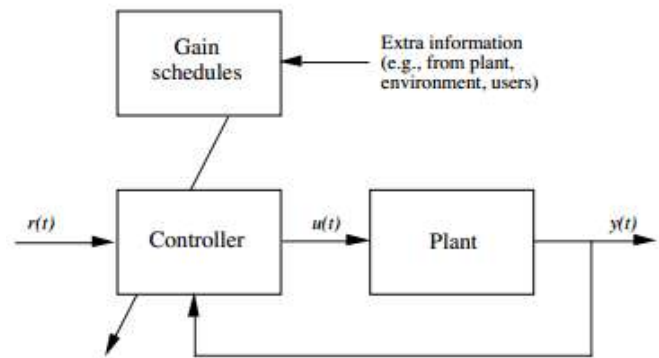 Gain
schedules
Extra information
(e.g., from plant,
environment, users)
r(t)
Controller
u(t)
Plant
y(t)